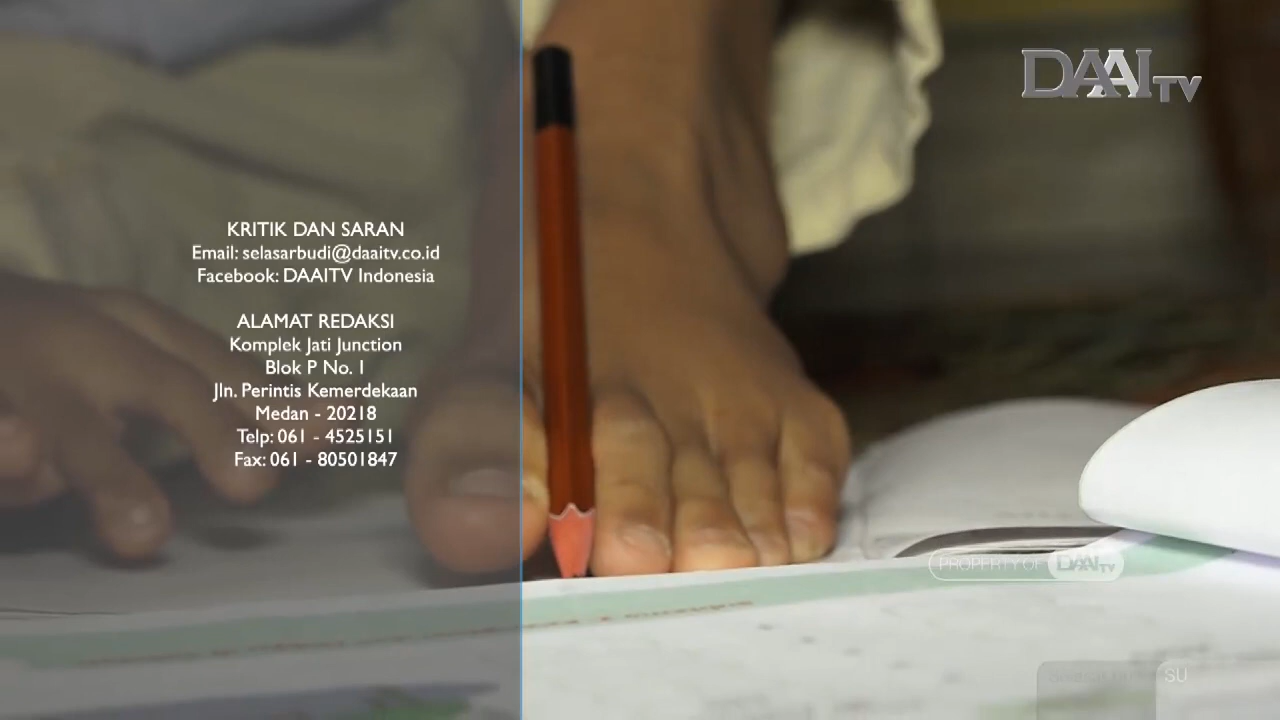 DAAI TV
KRITIK DAN SARAN
Email: selasarbudi@daaitv.co.id
Facebook: DAAITV Indonesia
ALAMAT REDAKSI
Komplek Jati Junction
Blok P No. 1
Jln. Perintis Kemerdekaan
Medan - 20218
Telp: 061 - 4525151
Fax: 061 - 80501847
PROPERTY OF DAAI TV
SU